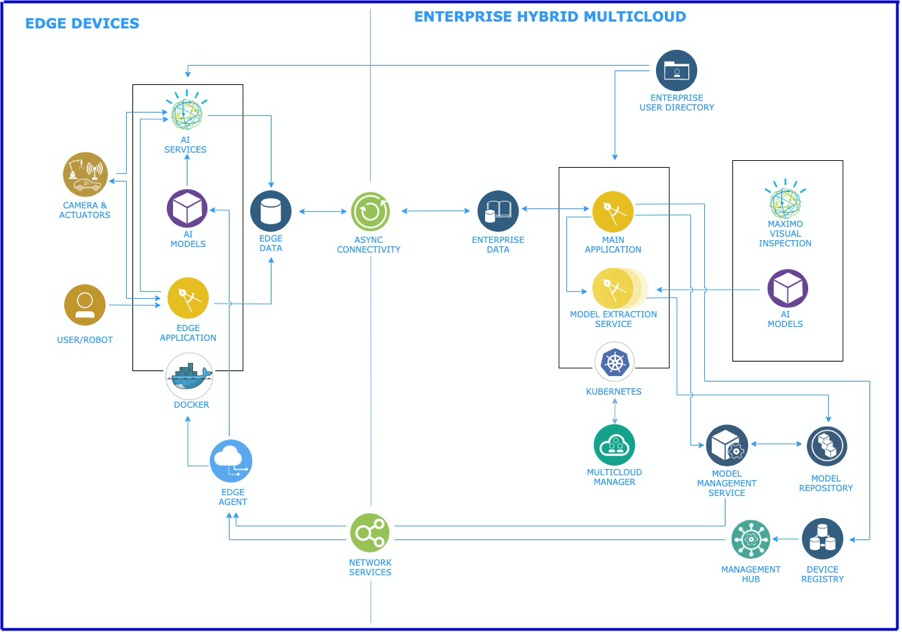 EDGE DEVICES
ENTERPRISE HYBRID MULTICLOUD
ENTERPRISE
USER DIRECTORY
AI
SERVICES
CAMERA &
ACTUATORS
AI
MODELS
EDGE
DATA
ASYNC
CONNECTIVITY
ENTERPRISE
DATA
MAIN
APPLICATION
MAXIMO
VISUAL
INSPECTION
USER/ROBOT
EDGE
APPLICATION
MODEL EXTRACTION
SERVICE
AI
MODELS
DOCKER
KUBERNETES
EDGE
AGENT
MULTICLOUD
MANAGER
MODEL
MANAGEMENT
SERVICE
MODEL
REPOSITORY
NETWORK
SERVICES
MANAGEMENT
HUB
DEVICE
REGISTRY